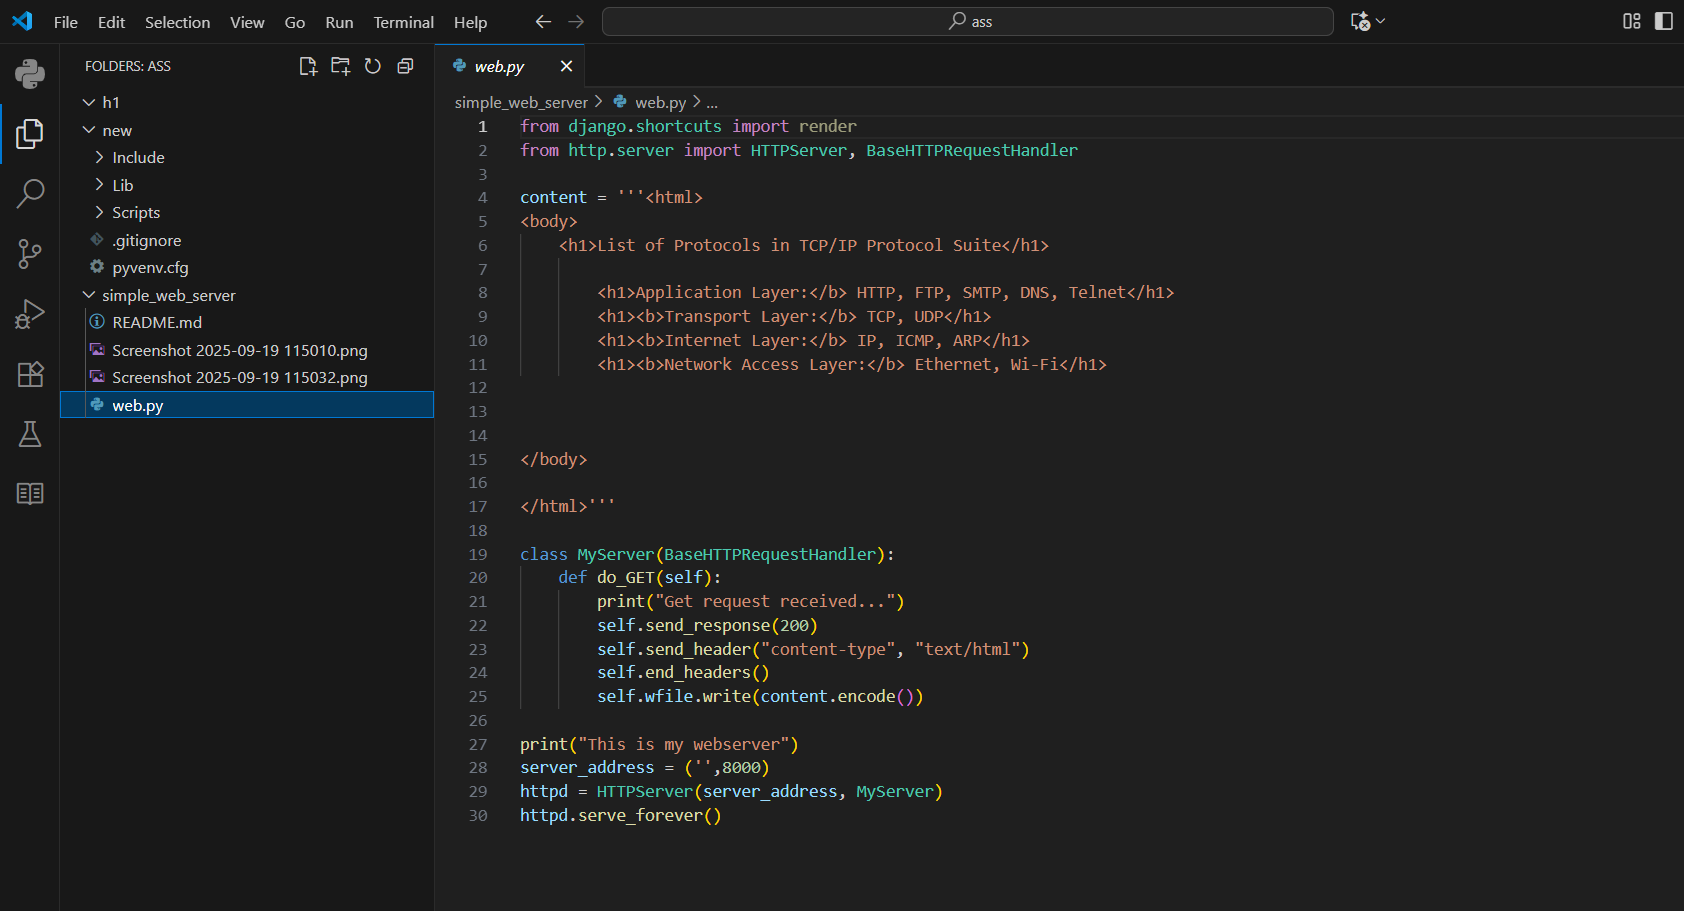 File Edit Selection View Go Run Terminal Help
ass
FOLDERS: ASS
h1
new
Include
Lib
Scripts
.gitignore
pyvenv.cfg
simple_web_server
README.md
Screenshot 2025-09-19 115010.png
Screenshot 2025-09-19 115032.png
web.py
web.py
simple_web_server > web.py > ...
1 from django.shortcuts import render
2 from http.server import HTTPServer, BaseHTTPRequestHandler
3
4 content = '''<html>
5 <body>
6     <h1>List of Protocols in TCP/IP Protocol Suite</h1>
7
8         <h1>Application Layer:</b> HTTP, FTP, SMTP, DNS, Telnet</h1>
9         <h1><b>Transport Layer:</b> TCP, UDP</h1>
10         <h1><b>Internet Layer:</b> IP, ICMP, ARP</h1>
11         <h1><b>Network Access Layer:</b> Ethernet, Wi-Fi</h1>
12
13
14
15 </body>
16
17 </html>'''
18
19 class MyServer(BaseHTTPRequestHandler):
20     def do_GET(self):
21         print("Get request received...")
22         self.send_response(200)
23         self.send_header("content-type", "text/html")
24         self.end_headers()
25         self.wfile.write(content.encode())
26
27 print("This is my webserver")
28 server_address = ('',8000)
29 httpd = HTTPServer(server_address, MyServer)
30 httpd.serve_forever()